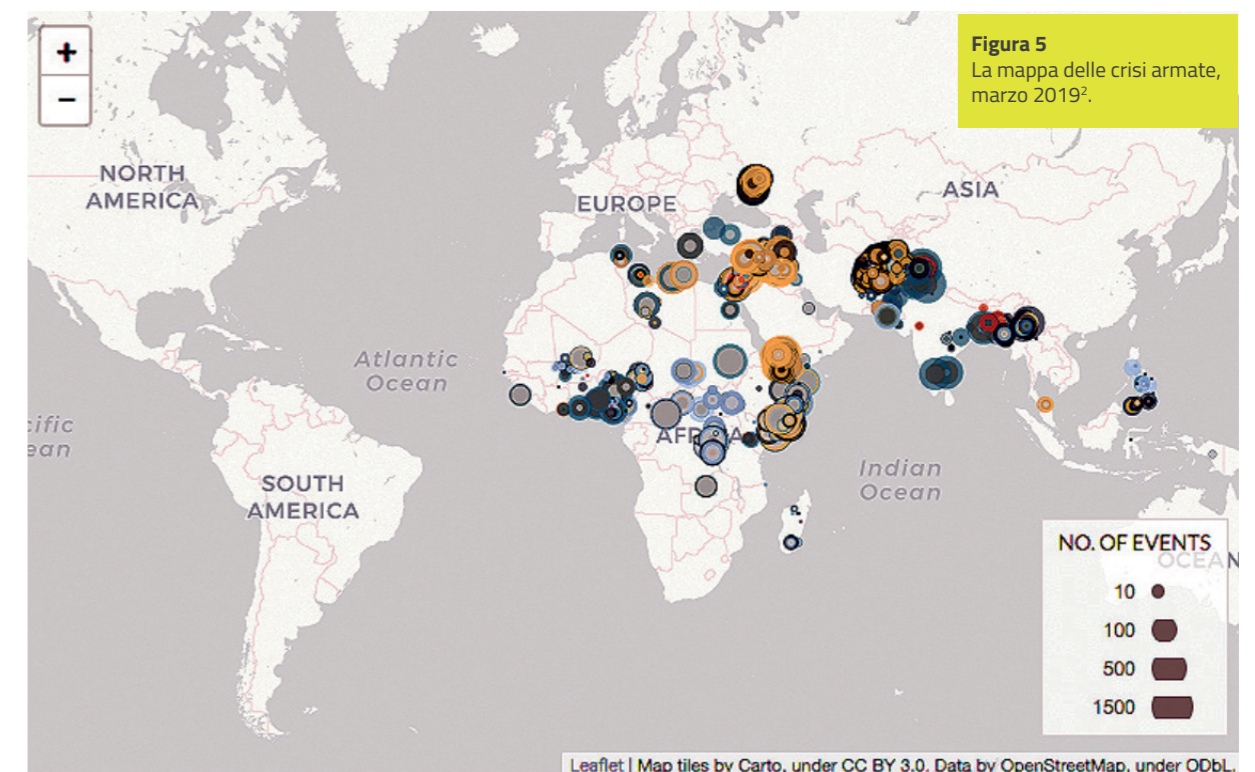 +
−
Figura 5
La mappa delle crisi armate,
marzo 2019².
NORTH
AMERICA
EUROPE
ASIA
Atlantic
Ocean
cific
ean
AFRICA
SOUTH
AMERICA
Indian
Ocean
NO. OF EVENTS
OCEAN
10
100
500
1500
Leaflet | Map tiles by Carto, under CC BY 3.0. Data by OpenStreetMap, under ODbL.